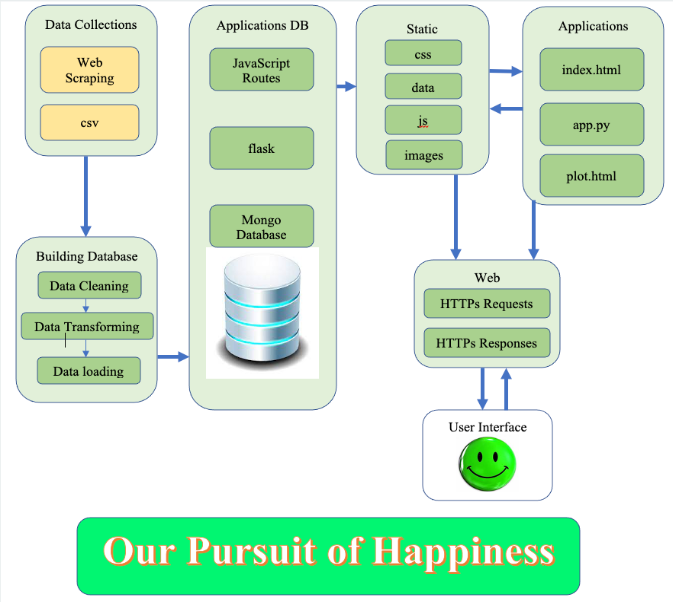 Data Collections
Web
Scraping
csv
Building Database
Data Cleaning
Data Transforming
Data loading
Applications DB
JavaScript
Routes
flask
Mongo
Database
Static
css
data
js
images
Applications
index.html
app.py
plot.html
Web
HTTPs Requests
HTTPs Responses
User Interface
Our Pursuit of Happiness